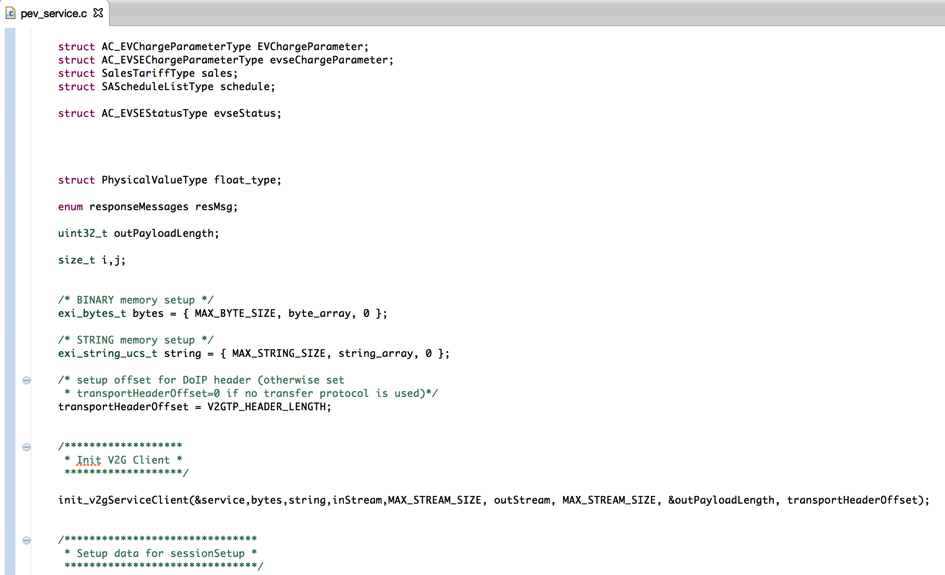 pev_service.c
struct AC_EVChargeParameterType EVChargeParameter;
struct AC_EVSEChargeParameterType evseChargeParameter;
struct SalesTariffType sales;
struct SAScheduleListType schedule;
struct AC_EVSEStatusType evseStatus;
struct PhysicalValueType float_type;
enum responseMessages resMsg;
uint32_t outPayloadLength;
size_t i,j;
/* BINARY memory setup */
exi_bytes_t bytes = { MAX_BYTE_SIZE, byte_array, 0 };
/* STRING memory setup */
exi_string_ucs_t string = { MAX_STRING_SIZE, string_array, 0 };
/* setup offset for DoIP header (otherwise set
* transportHeaderOffset=0 if no transfer protocol is used)*/
transportHeaderOffset = V2GTP_HEADER_LENGTH;
/*******************
* Init V2G Client *
*******************/
init_v2gServiceClient(&service,bytes,string,inStream,MAX_STREAM_SIZE, outStream, MAX_STREAM_SIZE, &outPayloadLength, transportHeaderOffset);
/*******************************
* Setup data for sessionSetup *
*******************************/